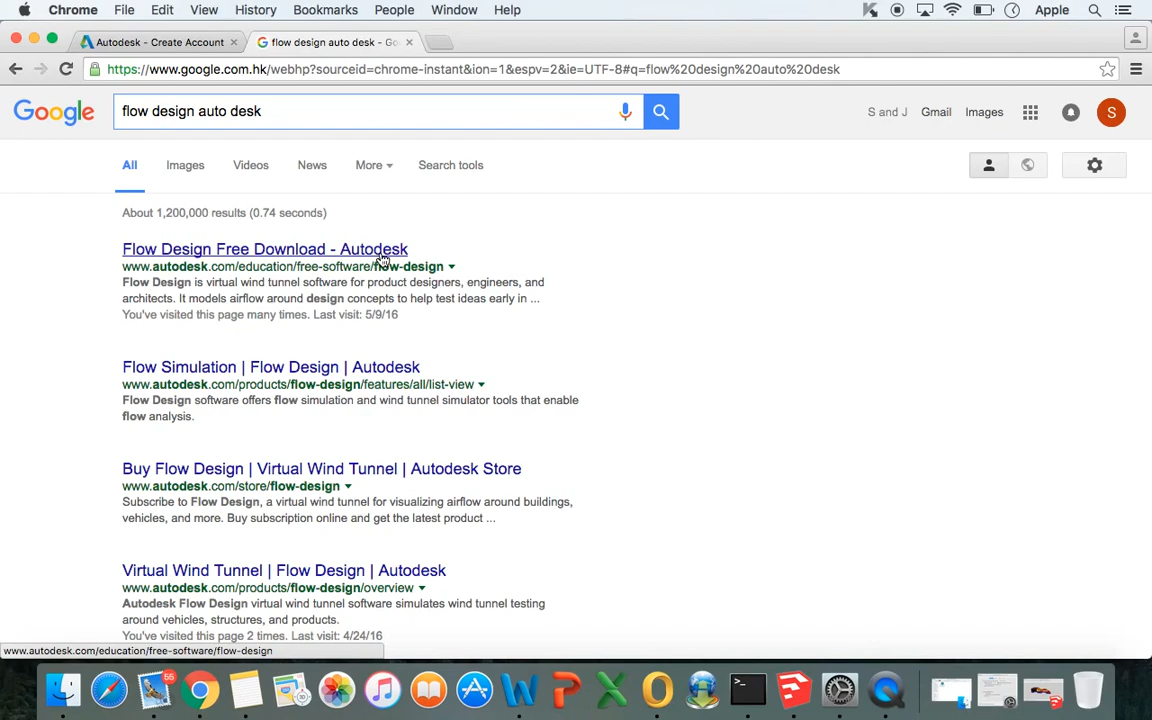 Chrome File Edit View History Bookmarks People Window Help Apple
Autodesk - Create Account × flow design auto desk - Go ×
https://www.google.com.hk/webhp?sourceid=chrome-instant&ion=1&espv=2&ie=UTF-8#q=flow%20design%20auto%20desk
Google flow design auto desk S and J Gmail Images S
All Images Videos News More Search tools
About 1,200,000 results (0.74 seconds)
Flow Design Free Download - Autodesk
www.autodesk.com/education/free-software/flow-design
Flow Design is virtual wind tunnel software for product designers, engineers, and
architects. It models airflow around design concepts to help test ideas early in ...
You've visited this page many times. Last visit: 5/9/16
Flow Simulation | Flow Design | Autodesk
www.autodesk.com/products/flow-design/features/all/list-view
Flow Design software offers flow simulation and wind tunnel simulator tools that enable
flow analysis.
Buy Flow Design | Virtual Wind Tunnel | Autodesk Store
www.autodesk.com/store/flow-design
Subscribe to Flow Design, a virtual wind tunnel for visualizing airflow around buildings,
vehicles, and more. Buy subscription online and get the latest product ...
Virtual Wind Tunnel | Flow Design | Autodesk
www.autodesk.com/products/flow-design/overview
Autodesk Flow Design virtual wind tunnel software simulates wind tunnel testing
around vehicles, structures, and products.
You've visited this page 2 times. Last visit: 4/24/16
www.autodesk.com/education/free-software/flow-design
55